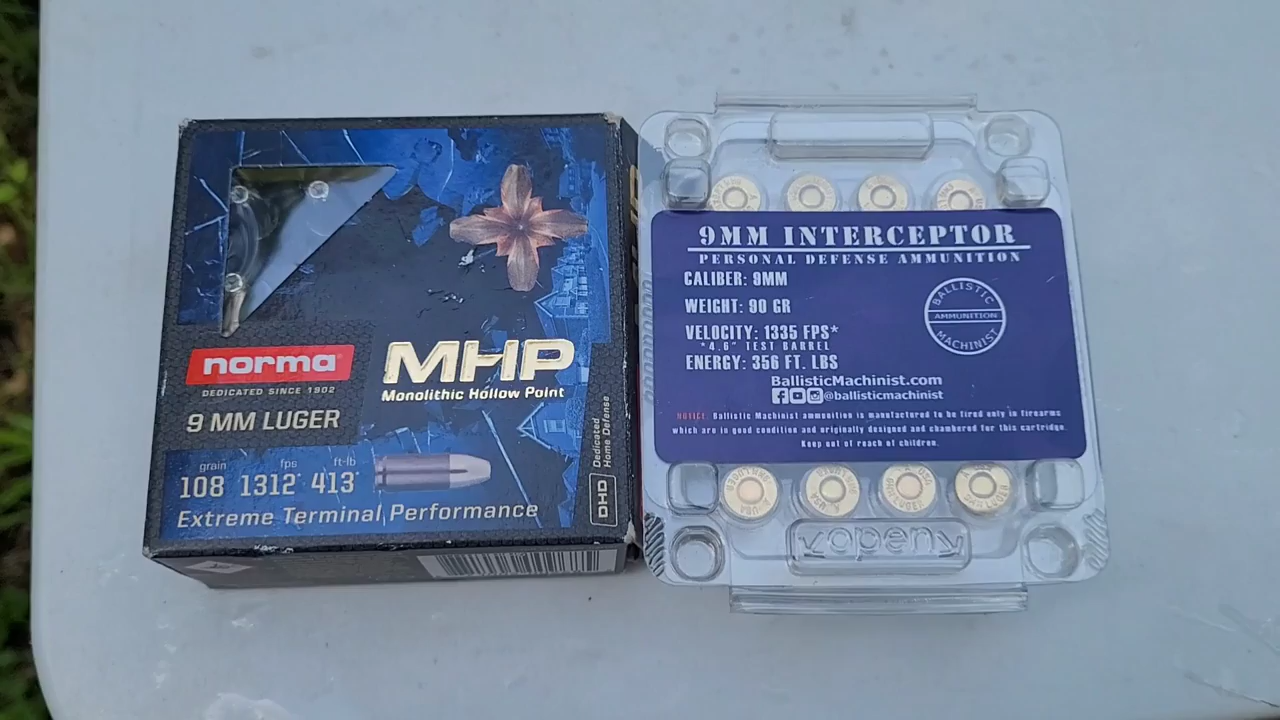 norma
DEDICATED SINCE 1902
9 MM LUGER
MHP
Monolithic Hollow Point
grain fps ft-lb
108 1312* 413*
Extreme Terminal Performance
DHD
Dedicated
Home Defense
9MM INTERCEPTOR
PERSONAL DEFENSE AMMUNITION
CALIBER: 9MM
WEIGHT: 90 GR
VELOCITY: 1335 FPS*
*4.6" TEST BARREL
ENERGY: 356 FT. LBS
BALLISTIC
AMMUNITION
MACHINIST
BallisticMachinist.com
@ballisticmachinist
NOTICE: Ballistic Machinist ammunition is manufactured to be fired only in firearms
which are in good condition and originally designed and chambered for this cartridge.
Keep out of reach of children.